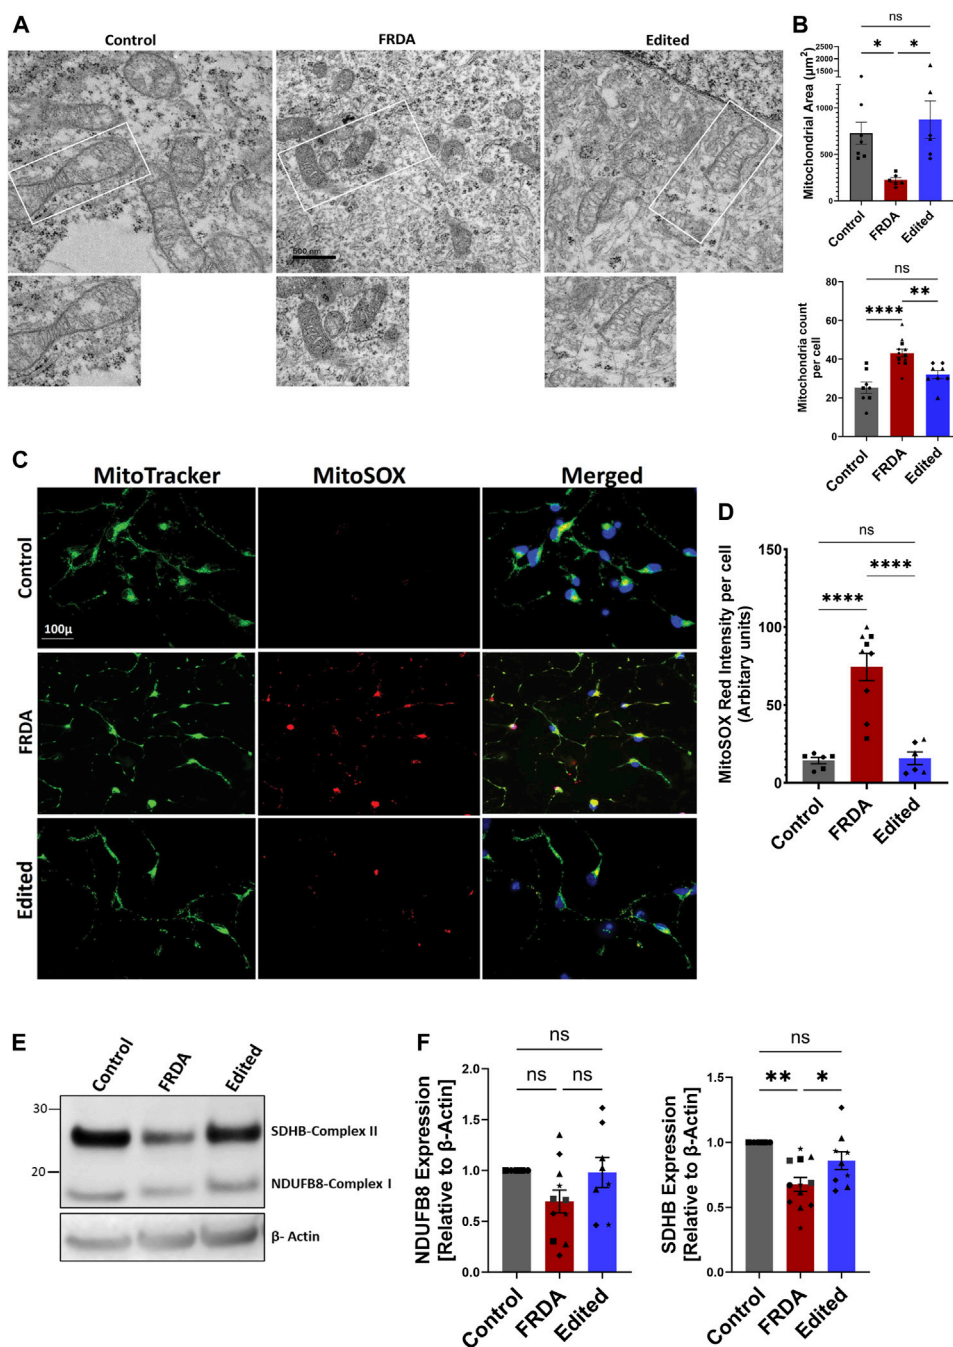 A
Control
FRDA
Edited
500 nm
B
ns
*
*
Mitochondrial Area (µm²)
2500
2000
1500
1000
500
0
Control
FRDA
Edited
ns
****
**
Mitochondria count
per cell
80
60
40
20
0
Control
FRDA
Edited
C
MitoTracker
MitoSOX
Merged
Control
100µ
FRDA
Edited
D
ns
****
****
MitoSOX Red Intensity per cell
(Arbitary units)
150
100
50
0
Control
FRDA
Edited
E
Control
FRDA
Edited
30
20
SDHB-Complex II
NDUFB8-Complex I
β- Actin
F
ns
ns
ns
NDUFB8 Expression
[Relative to β-Actin]
2.0
1.5
1.0
0.5
0.0
Control
FRDA
Edited
ns
**
*
SDHB Expression
[Relative to β-Actin]
1.5
1.0
0.5
0.0
Control
FRDA
Edited